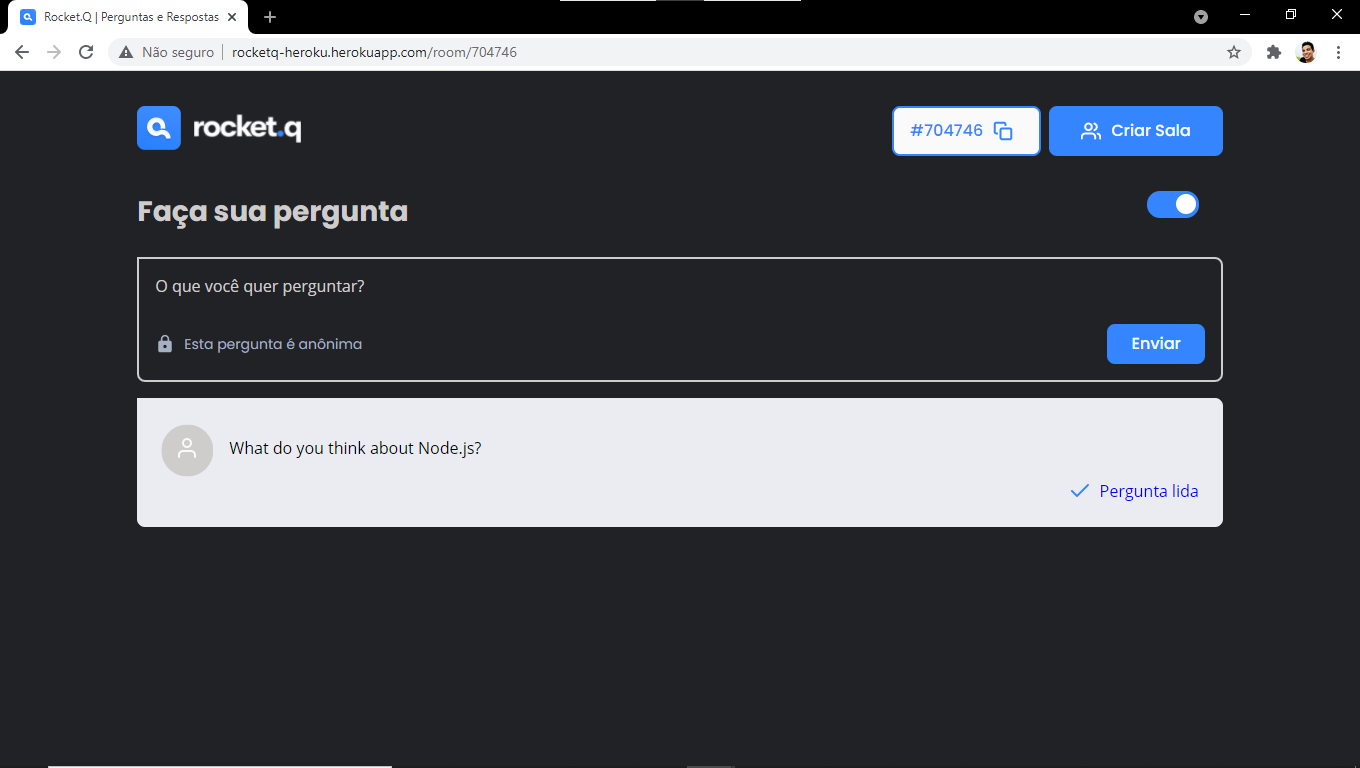 Rocket.Q | Perguntas e Respostas
Não seguro
rocketq-heroku.herokuapp.com/room/704746
rocket.q
#704746
Criar Sala
Faça sua pergunta
O que você quer perguntar?
Esta pergunta é anônima
Enviar
What do you think about Node.js?
Pergunta lida